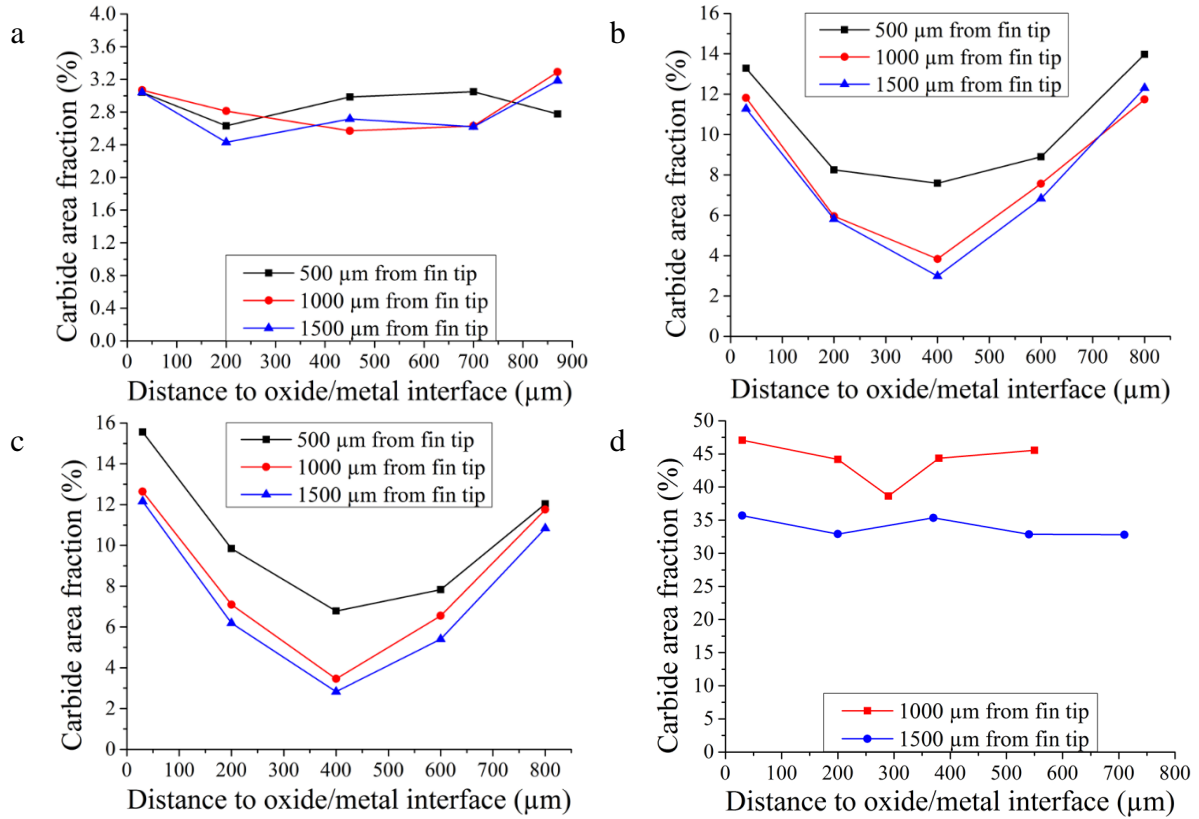 a
4.0
3.6
3.2
2.8
2.4
2.0
1.6
1.2
0.8
0.4
0.0
Carbide area fraction (%)
500 µm from fin tip
1000 µm from fin tip
1500 µm from fin tip
0 100 200 300 400 500 600 700 800 900
Distance to oxide/metal interface (µm)
b
16
14
12
10
8
6
4
2
0
Carbide area fraction (%)
500 µm from fin tip
1000 µm from fin tip
1500 µm from fin tip
0 100 200 300 400 500 600 700 800
Distance to oxide/metal interface (µm)
c
16
14
12
10
8
6
4
2
0
Carbide area fraction (%)
500 µm from fin tip
1000 µm from fin tip
1500 µm from fin tip
0 100 200 300 400 500 600 700 800
Distance to oxide/metal interface (µm)
d
50
45
40
35
30
25
20
15
10
5
0
Carbide area fraction (%)
1000 µm from fin tip
1500 µm from fin tip
0 100 200 300 400 500 600 700 800
Distance to oxide/metal interface (µm)